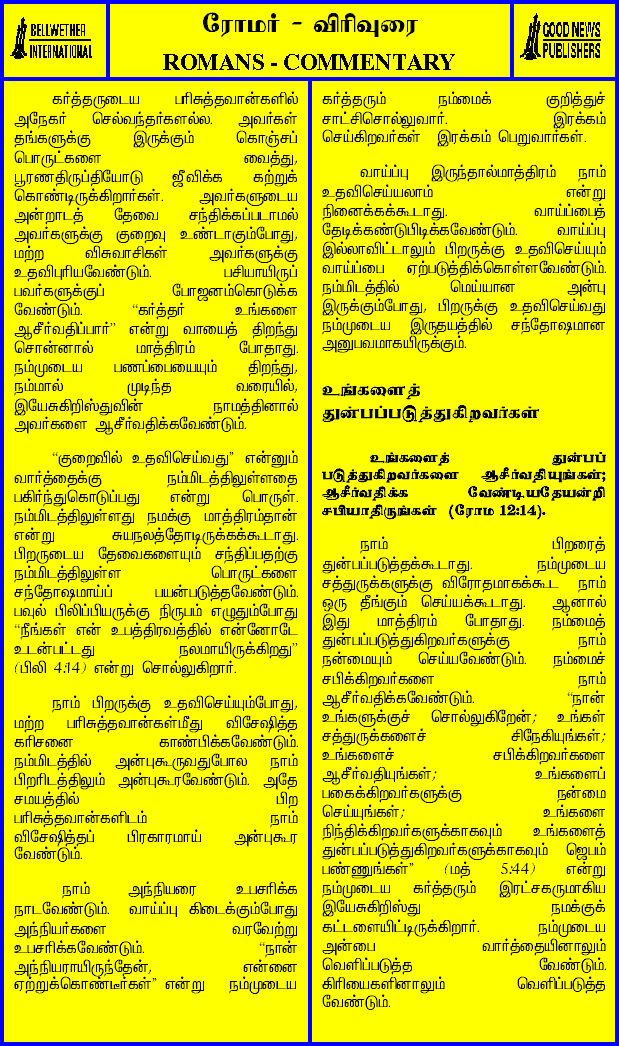 BELLWETHER
INTERNATIONAL
ரோமர் - விரிவுரை
ROMANS - COMMENTARY
GOOD NEWS
PUBLISHERS
கர்த்தருடைய பரிசுத்தவான்களில்
அநேகர் செல்வந்தர்களல்ல. அவர்கள்
தங்களுக்கு இருக்கும் கொஞ்சப்
பொருட்களை வைத்து,
பூரணதிருப்தியோடு ஜீவிக்க கற்றுக்
கொண்டிருக்கிறார்கள். அவர்களுடைய
அன்றாடத் தேவை சந்திக்கப்படாமல்
அவர்களுக்கு குறைவு உண்டாகும்போது,
மற்ற விசுவாசிகள் அவர்களுக்கு
உதவிபுரியவேண்டும். பசியாயிருப்
பவர்களுக்குப் போஜனம்கொடுக்க
வேண்டும். “கர்த்தர் உங்களை
ஆசீர்வதிப்பார்” என்று வாயைத் திறந்து
சொன்னால் மாத்திரம் போதாது.
நம்முடைய பணப்பையையும் திறந்து,
நம்மால் முடிந்த வரையில்,
இயேசுகிறிஸ்துவின் நாமத்தினால்
அவர்களை ஆசீர்வதிக்கவேண்டும்.
“குறைவில் உதவிசெய்வது” என்னும்
வார்த்தைக்கு நம்மிடத்திலுள்ளதை
பகிர்ந்துகொடுப்பது என்று பொருள்.
நம்மிடத்திலுள்ளது நமக்கு மாத்திரம்தான்
என்று சுயநலத்தோடிருக்கக்கூடாது.
பிறருடைய தேவைகளையும் சந்திப்பதற்கு
நம்மிடத்திலுள்ள பொருட்களை
சந்தோஷமாய்ப் பயன்படுத்தவேண்டும்.
பவுல் பிலிப்பியருக்கு நிருபம் எழுதும்போது
“நீங்கள் என் உபத்திரவத்தில் என்னோடே
உடன்பட்டது நலமாயிருக்கிறது”
(பிலி 4:14) என்று சொல்லுகிறார்.
நாம் பிறருக்கு உதவிசெய்யும்போது,
மற்ற பரிசுத்தவான்கள்மீது விசேஷித்த
கரிசனை காண்பிக்கவேண்டும்.
நம்மிடத்தில் அன்புகூருவதுபோல நாம்
பிறரிடத்திலும் அன்புகூரவேண்டும். அதே
சமயத்தில் பிற
பரிசுத்தவான்களிடம் நாம்
விசேஷித்தப் பிரகாரமாய் அன்புகூர
வேண்டும்.
நாம் அந்நியரை உபசரிக்க
நாடவேண்டும். வாய்ப்பு கிடைக்கும்போது
அந்நியர்களை வரவேற்று
உபசரிக்கவேண்டும். “நான்
அந்நியராயிருந்தேன், என்னை
ஏற்றுக்கொண்டீர்கள்” என்று நம்முடைய
கர்த்தரும் நம்மைக் குறித்துச்
சாட்சிசொல்லுவார். இரக்கம்
செய்கிறவர்கள் இரக்கம் பெறுவார்கள்.
வாய்ப்பு இருந்தால்மாத்திரம் நாம்
உதவிசெய்யலாம் என்று
நினைக்கக்கூடாது. வாய்ப்பைத்
தேடிக்கண்டுபிடிக்கவேண்டும். வாய்ப்பு
இல்லாவிட்டாலும் பிறருக்கு உதவிசெய்யும்
வாய்ப்பை ஏற்படுத்திக்கொள்ளவேண்டும்.
நம்மிடத்தில் மெய்யான அன்பு
இருக்கும்போது, பிறருக்கு உதவிசெய்வது
நம்முடைய இருதயத்தில் சந்தோஷமான
அனுபவமாகயிருக்கும்.
உங்களைத்
துன்பப்படுத்துகிறவர்கள்
உங்களைத் துன்பப்
படுத்துகிறவர்களை ஆசீர்வதியுங்கள்;
ஆசீர்வதிக்க வேண்டியதேயன்றி
சபியாதிருங்கள் (ரோம 12:14).
நாம் பிறரைத்
துன்பப்படுத்தக்கூடாது. நம்முடைய
சத்துருக்களுக்கு விரோதமாகக்கூட நாம்
ஒரு தீங்கும் செய்யக்கூடாது. ஆனால்
இது மாத்திரம் போதாது. நம்மைத்
துன்பப்படுத்துகிறவர்களுக்கு நாம்
நன்மையும் செய்யவேண்டும். நம்மைச்
சபிக்கிறவர்களை நாம்
ஆசீர்வதிக்கவேண்டும். “நான்
உங்களுக்குச் சொல்லுகிறேன்; உங்கள்
சத்துருக்களைச் சிநேகியுங்கள்;
உங்களைச் சபிக்கிறவர்களை
ஆசீர்வதியுங்கள்; உங்களைப்
பகைக்கிறவர்களுக்கு நன்மை
செய்யுங்கள்; உங்களை
நிந்திக்கிறவர்களுக்காகவும் உங்களைத்
துன்பப்படுத்துகிறவர்களுக்காகவும் ஜெபம்
பண்ணுங்கள்” (மத் 5:44) என்று
நம்முடைய கர்த்தரும் இரட்சகருமாகிய
இயேசுகிறிஸ்து நமக்குக்
கட்டளையிட்டிருக்கிறார். நம்முடைய
அன்பை வார்த்தையினாலும்
வெளிப்படுத்த வேண்டும்.
கிரியைகளினாலும் வெளிப்படுத்த
வேண்டும்.